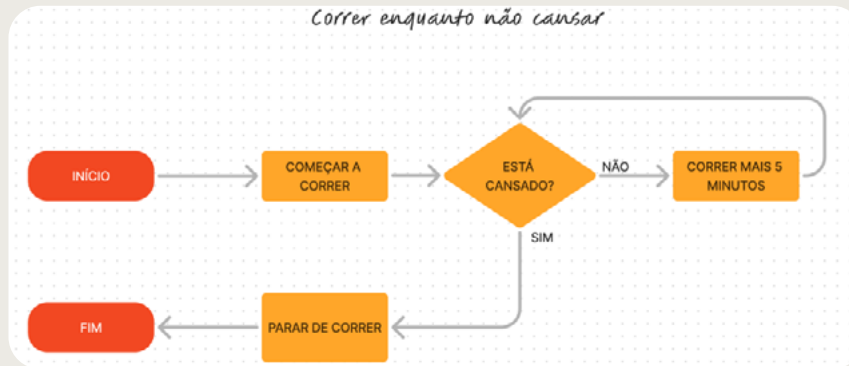 Correr enquanto não cansar
INÍCIO
COMEÇAR A
CORRER
ESTÁ
CANSADO?
NÃO
CORRER MAIS 5
MINUTOS
SIM
FIM
PARAR DE CORRER